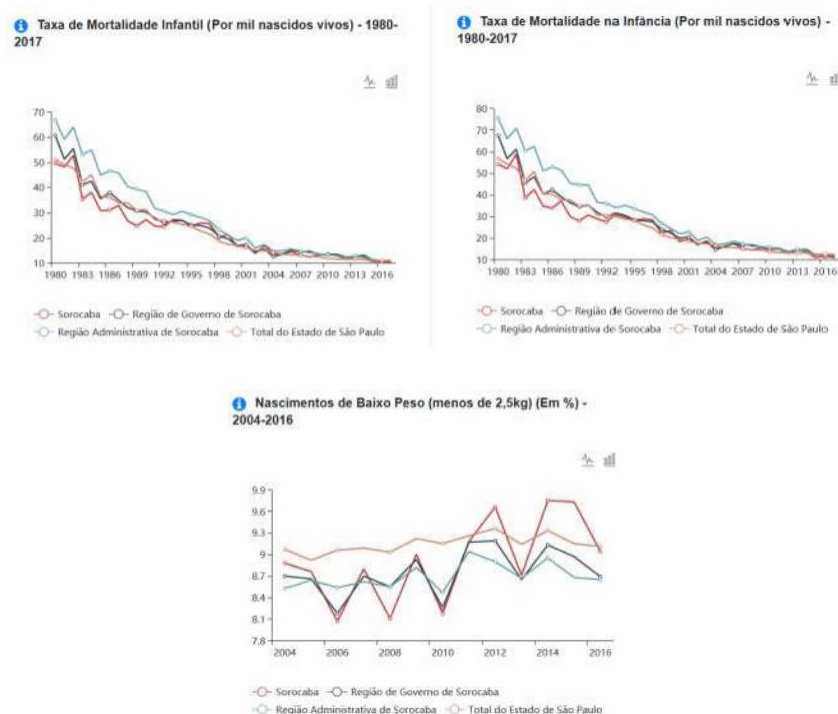 Taxa de Mortalidade Infantil (Por mil nascidos vivos) - 1980-
2017
70
60
50
40
30
20
10
1980 1983 1986 1989 1992 1995 1998 2001 2004 2007 2010 2013 2016
Sorocaba Região de Governo de Sorocaba
Região Administrativa de Sorocaba Total do Estado de São Paulo
Taxa de Mortalidade na Infância (Por mil nascidos vivos) -
1980-2017
80
70
60
50
40
30
20
10
1980 1983 1986 1989 1992 1995 1998 2001 2004 2007 2010 2013 2016
Sorocaba Região de Governo de Sorocaba
Região Administrativa de Sorocaba Total do Estado de São Paulo
Nascimentos de Baixo Peso (menos de 2,5kg) (Em %) -
2004-2016
9.9
9.6
9.3
9
8.7
8.4
8.1
7.8
2004 2006 2008 2010 2012 2014 2016
Sorocaba Região de Governo de Sorocaba
Região Administrativa de Sorocaba Total do Estado de São Paulo